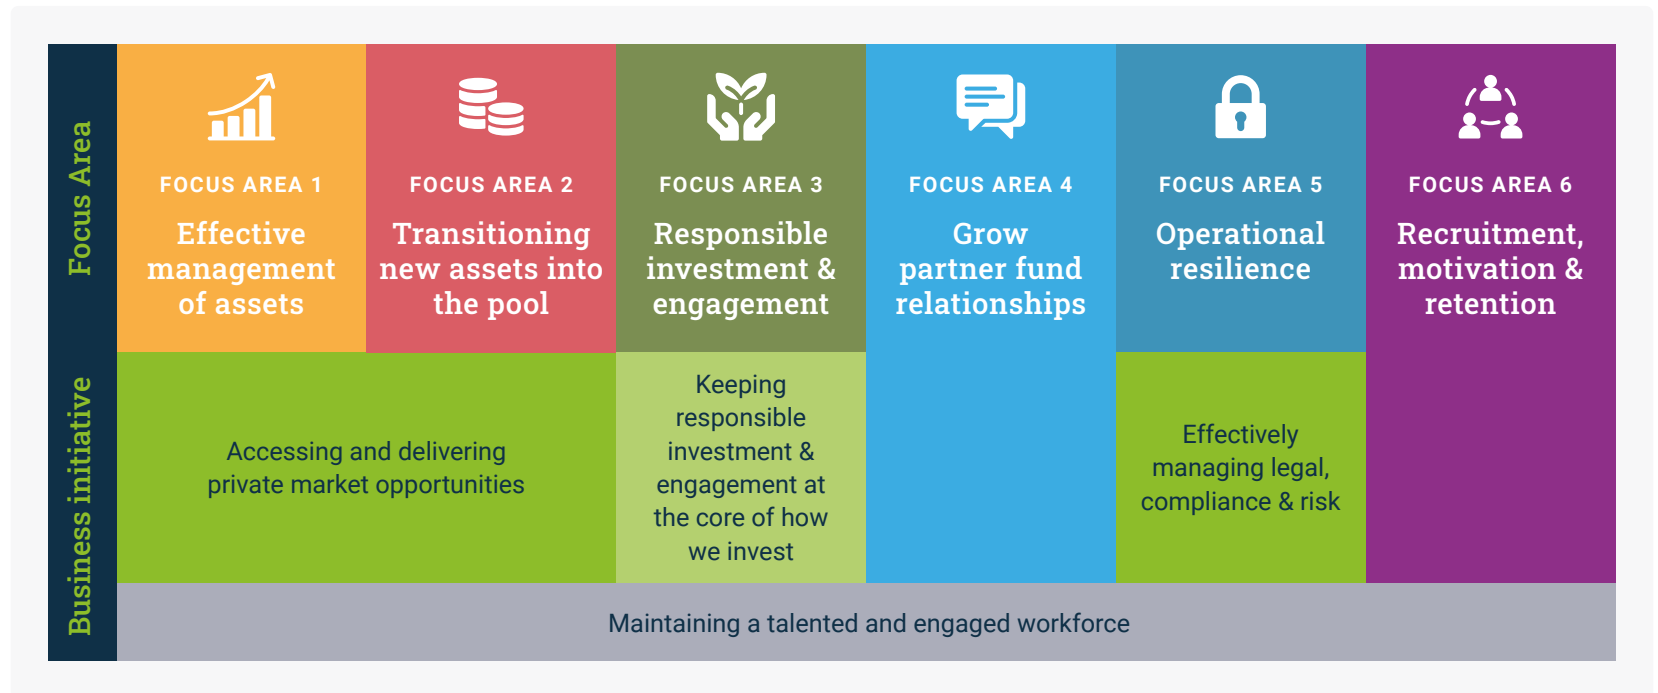 Focus Area
FOCUS AREA 1
Effective
management
of assets
FOCUS AREA 2
Transitioning
new assets into
the pool
FOCUS AREA 3
Responsible
investment &
engagement
FOCUS AREA 4
Grow
partner fund
relationships
FOCUS AREA 5
Operational
resilience
FOCUS AREA 6
Recruitment,
motivation &
retention
Business initiative
Accessing and delivering
private market opportunities
Keeping
responsible
investment &
engagement at
the core of how
we invest
Effectively
managing legal,
compliance & risk
Maintaining a talented and engaged workforce